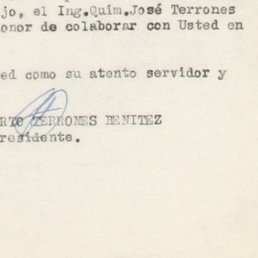 jo, el Ing.Quim.José Terrones
onor de colaborar con Usted en
ed como su atento servidor y
RTO TERRONES BENITEZ
residente.